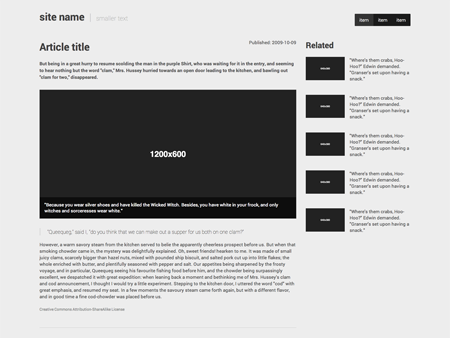 site name
smaller text
item item item
Article title
Published: 2009-10-09
But being in a great hurry to resume scolding the man in the purple Shirt, who was waiting for it in the entry, and seeming
to hear nothing but the word "clam," Mrs. Hussey hurried towards an open door leading to the kitchen, and bawling out
"clam for two," disappeared.
1200x600
"Because you wear silver shoes and have killed the Wicked Witch. Besides, you have white in your frock, and only
witches and sorceresses wear white."
"Queequeg," said I, "do you think that we can make out a supper for us both on one clam?"
However, a warm savory steam from the kitchen served to belie the apparently cheerless prospect before us. But when that
smoking chowder came in, the mystery was delightfully explained. Oh, sweet friends! hearken to me. It was made of small
juicy clams, scarcely bigger than hazel nuts, mixed with pounded ship biscuit, and salted pork cut up into little flakes; the
whole enriched with butter, and plentifully seasoned with pepper and salt. Our appetites being sharpened by the frosty
voyage, and in particular, Queequeg seeing his favourite fishing food before him, and the chowder being surpassingly
excellent, we despatched it with great expedition: when leaning back a moment and bethinking me of Mrs. Hussey's clam
and cod announcement, I thought I would try a little experiment. Stepping to the kitchen door, I uttered the word "cod" with
great emphasis, and resumed my seat. In a few moments the savoury steam came forth again, but with a different flavor,
and in good time a fine cod-chowder was placed before us.
Creative Commons Attribution-ShareAlike License
Related
"Where's them crabs, Hoo-
Hoo?" Edwin demanded.
"Granser's set upon having a
snack."
"Where's them crabs, Hoo-
Hoo?" Edwin demanded.
"Granser's set upon having a
snack."
"Where's them crabs, Hoo-
Hoo?" Edwin demanded.
"Granser's set upon having a
snack."
"Where's them crabs, Hoo-
Hoo?" Edwin demanded.
"Granser's set upon having a
snack."
"Where's them crabs, Hoo-
Hoo?" Edwin demanded.
"Granser's set upon having a
snack."